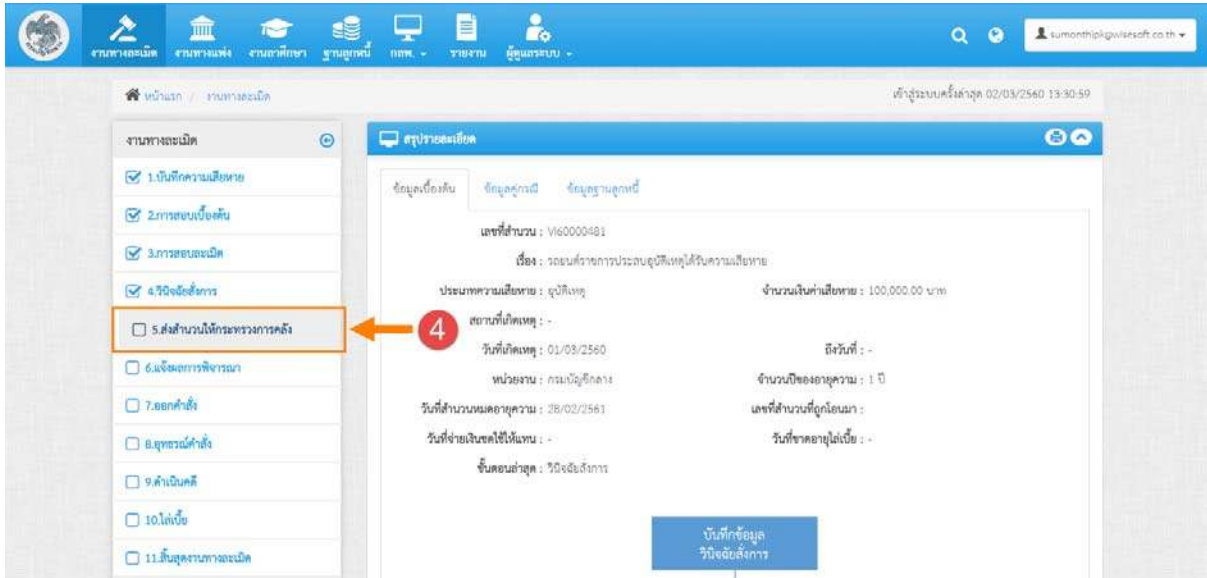 งานทางละเมิด งานทางแพ่ง งานอาศึกษา ฐานลูกหนี้ กสพ. รายงาน ผู้ดูแลระบบ
sumonthipk@wisesoft.co.th
หน้าแรก / งานทางละเมิด
เข้าสู่ระบบครั้งล่าสุด 02/03/2560 13:30:59
งานทางละเมิด
1.บันทึกความเสียหาย
2.การสอบเบื้องต้น
3.การสอบละเมิด
4.วินิจฉัยสั่งการ
5.ส่งสำนวนให้กระทรวงการคลัง
4
6.แจ้งผลการพิจารณา
7.ออกคำสั่ง
8.อุทธรณ์คำสั่ง
9.ดำเนินคดี
10.ไล่เบี้ย
11.สิ้นสุดงานทางละเมิด
สรุปรายละเอียด
ข้อมูลเบื้องต้น ข้อมูลคู่กรณี ข้อมูลฐานลูกหนี้
เลขที่สำนวน : V60000481
เรื่อง : รถยนต์ราชการประสบอุบัติเหตุได้รับความเสียหาย
ประเภทความเสียหาย : อุบัติเหตุ จำนวนเงินค่าเสียหาย : 100,000.00 บาท
สถานที่เกิดเหตุ : -
วันที่เกิดเหตุ : 01/03/2560 ถึงวันที่ : -
หน่วยงาน : กรมบัญชีกลาง จำนวนปีของอายุความ : 1 ปี
วันที่สำนวนหมดอายุความ : 28/02/2561 เลขที่สำนวนที่ถูกโอนมา :
วันที่จ่ายเงินชดใช้ให้แทน : - วันที่ขาดอายุไล่เบี้ย : -
ขั้นตอนล่าสุด : วินิจฉัยสั่งการ
บันทึกข้อมูล
วินิจฉัยสั่งการ